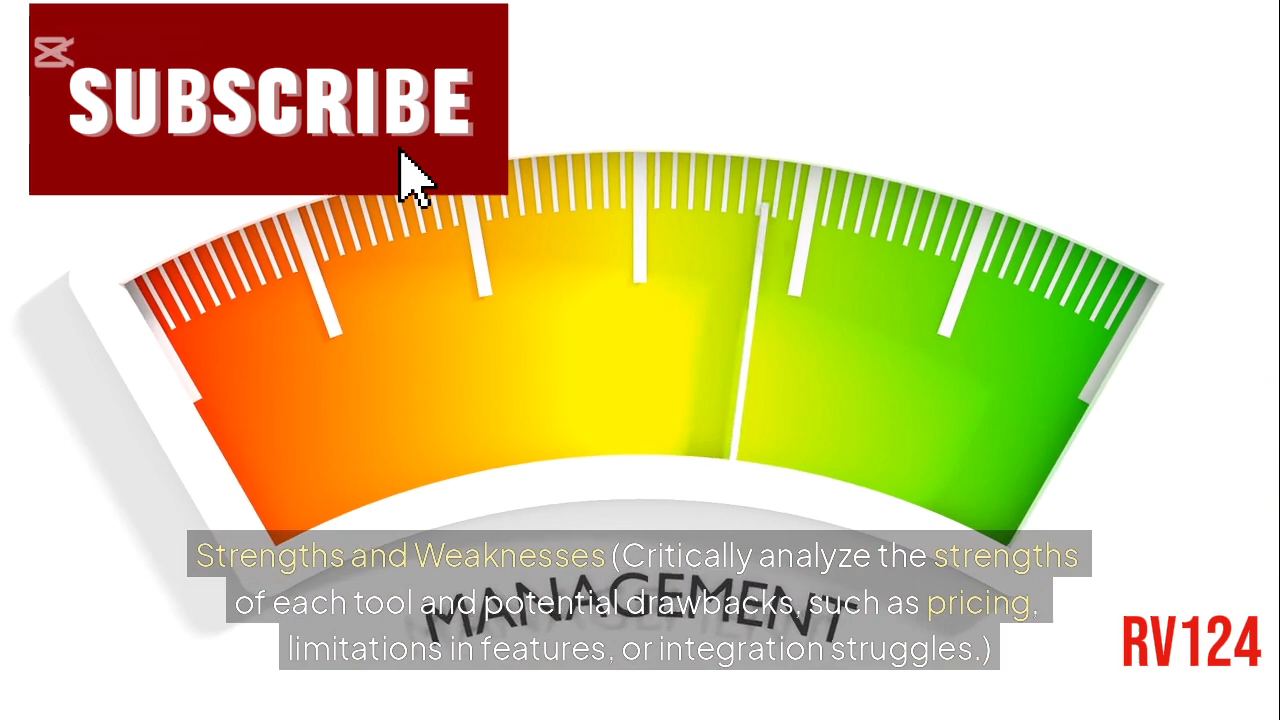 SUBSCRIBE
Strengths and Weaknesses (Critically analyze the strengths
of each tool and potential drawbacks, such as pricing,
limitations in features, or integration struggles.)
MANAGEMENT
RV124